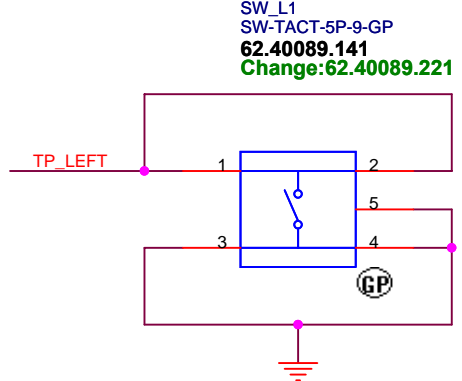 SW_L1
SW-TACT-5P-9-GP
62.40089.141
Change:62.40089.221
TP_LEFT
1
2
5
3
4
GP